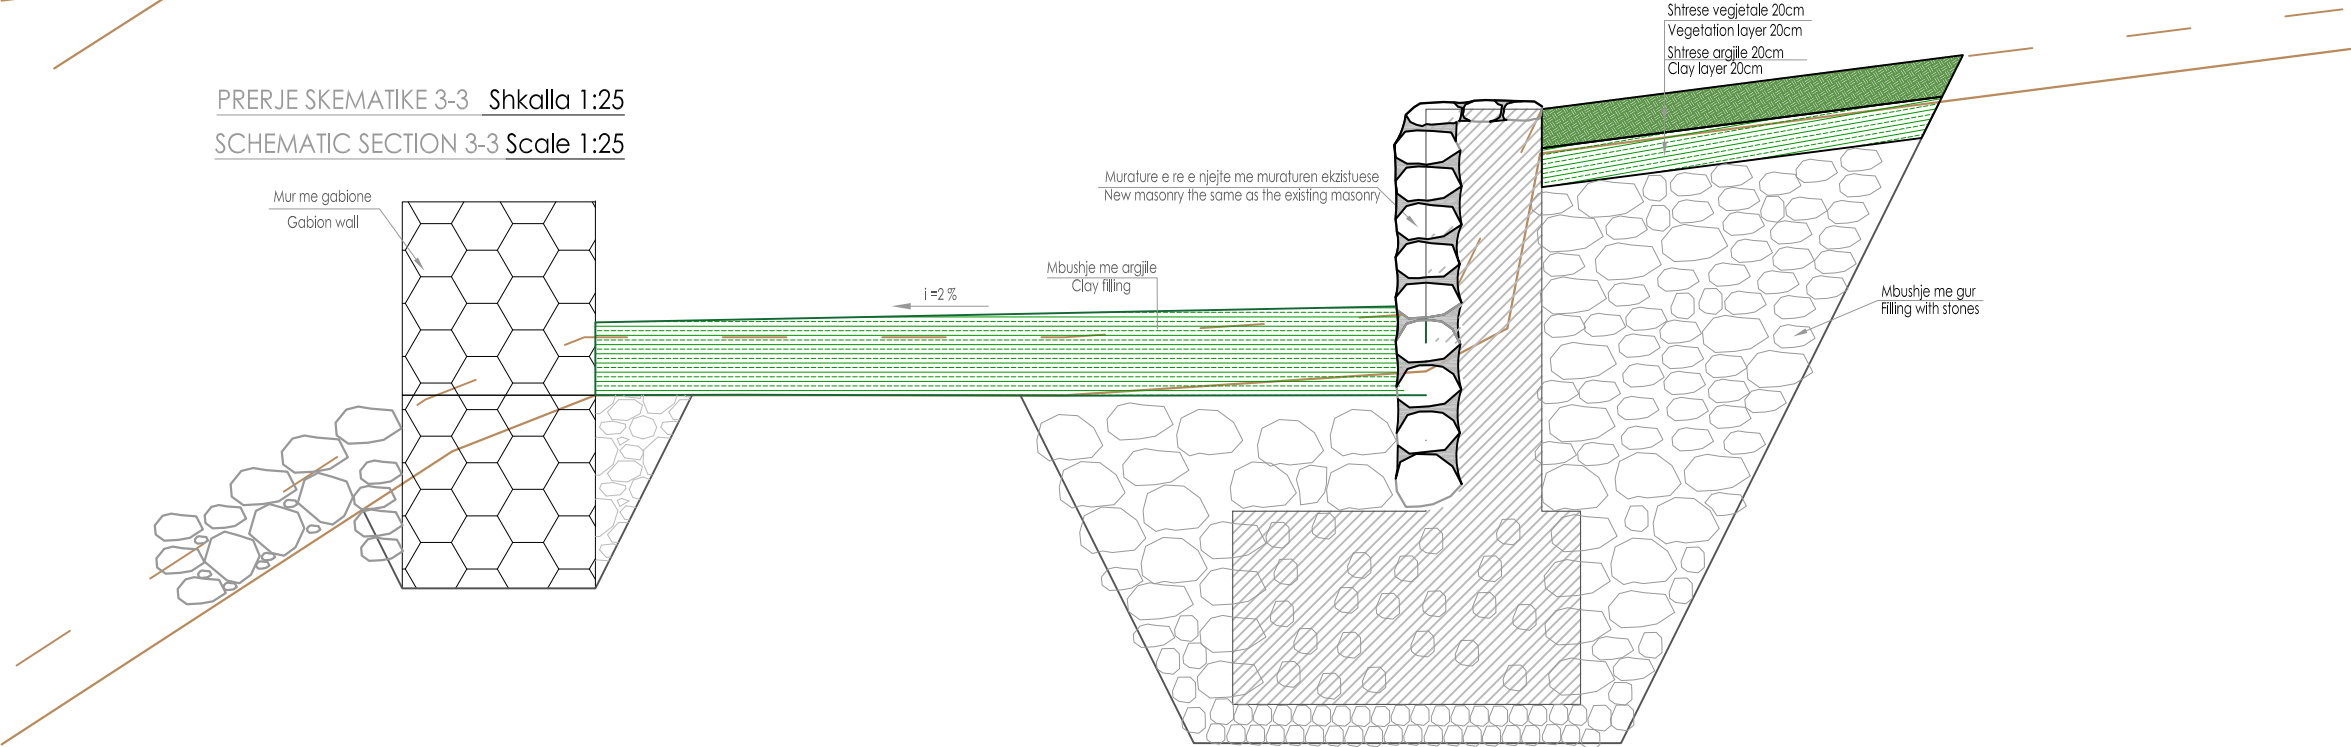 Shtrese vegjetale 20cm
Vegetation layer 20cm
Shtrese argjile 20cm
Clay layer 20cm
PRERJE SKEMATIKE 3-3 Shkalla 1:25
SCHEMATIC SECTION 3-3 Scale 1:25
Mur me gabione
Gabion wall
Murature e re e njejte me muraturen ekzistuese
New masonry the same as the existing masonry
Mbushje me argjile
Clay filling
i =2 %
Mbushje me gur
Filling with stones